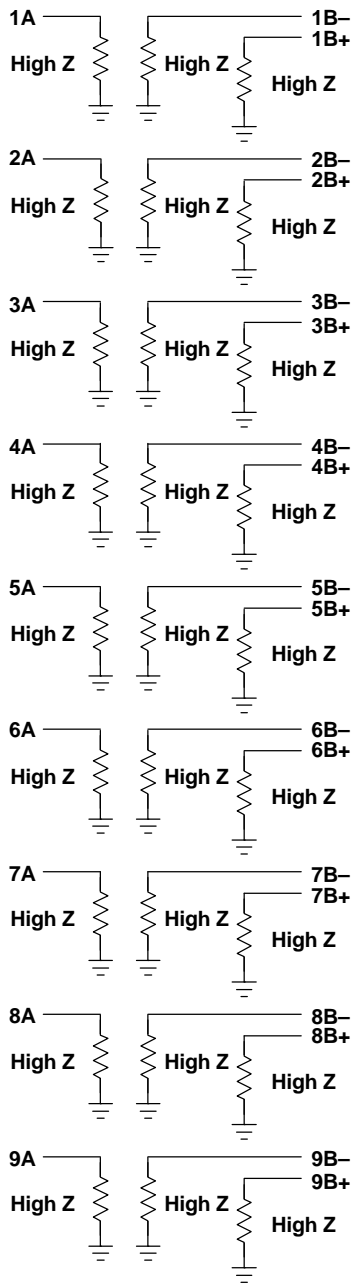 1A 1B–
1B+
High Z High Z High Z
2A 2B–
2B+
High Z High Z High Z
3A 3B–
3B+
High Z High Z High Z
4A 4B–
4B+
High Z High Z High Z
5A 5B–
5B+
High Z High Z High Z
6A 6B–
6B+
High Z High Z High Z
7A 7B–
7B+
High Z High Z High Z
8A 8B–
8B+
High Z High Z High Z
9A 9B–
9B+
High Z High Z High Z